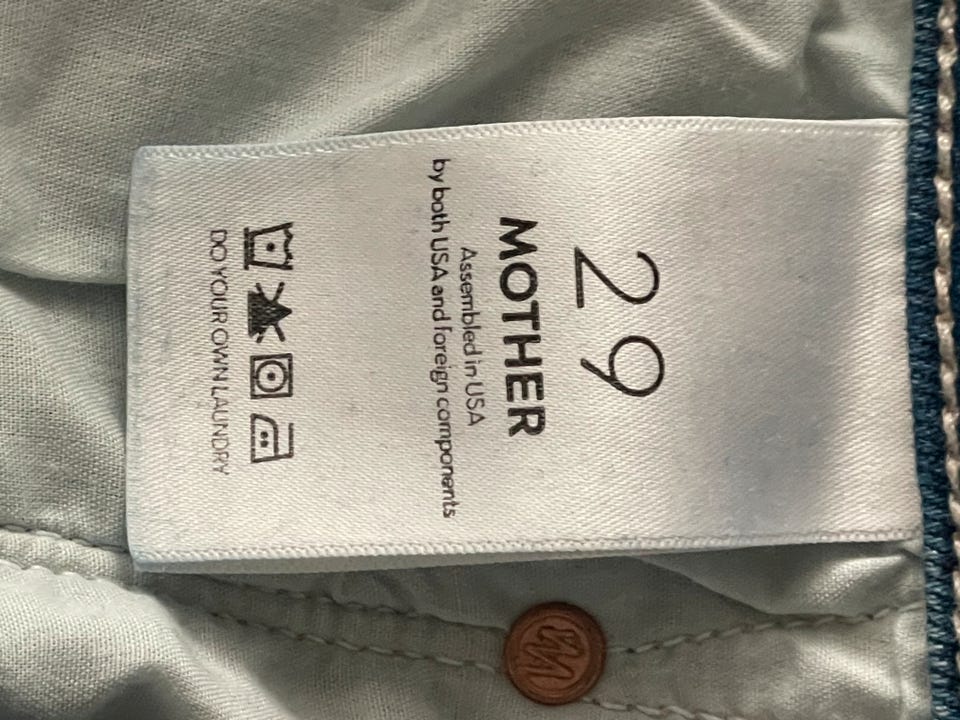 29
MOTHER
Assembled in USA
by both USA and foreign components
DO YOUR OWN LAUNDRY